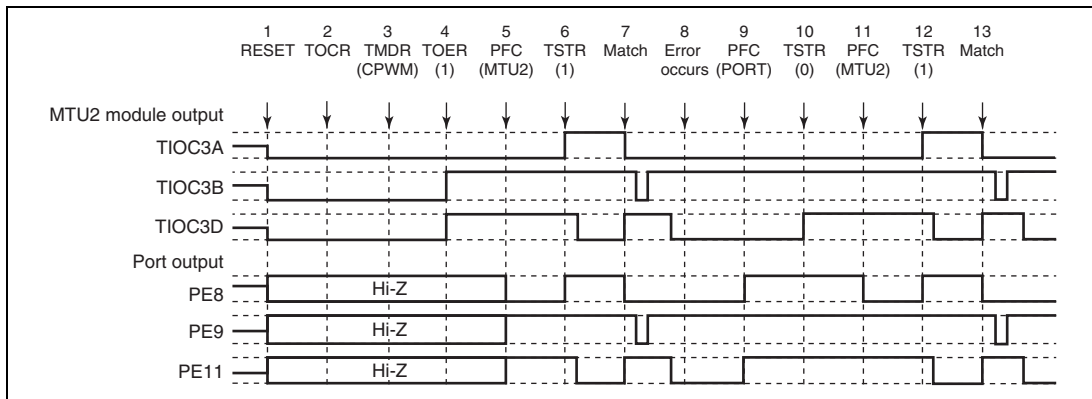 1 2 3 4 5 6 7 8 9 10 11 12 13
RESET TOCR TMDR TOER PFC TSTR Match Error PFC TSTR PFC TSTR Match
(CPWM) (1) (MTU2) (1) occurs (PORT) (0) (MTU2) (1)
MTU2 module output
TIOC3A
TIOC3B
TIOC3D
Port output
PE8 Hi-Z
PE9 Hi-Z
PE11 Hi-Z